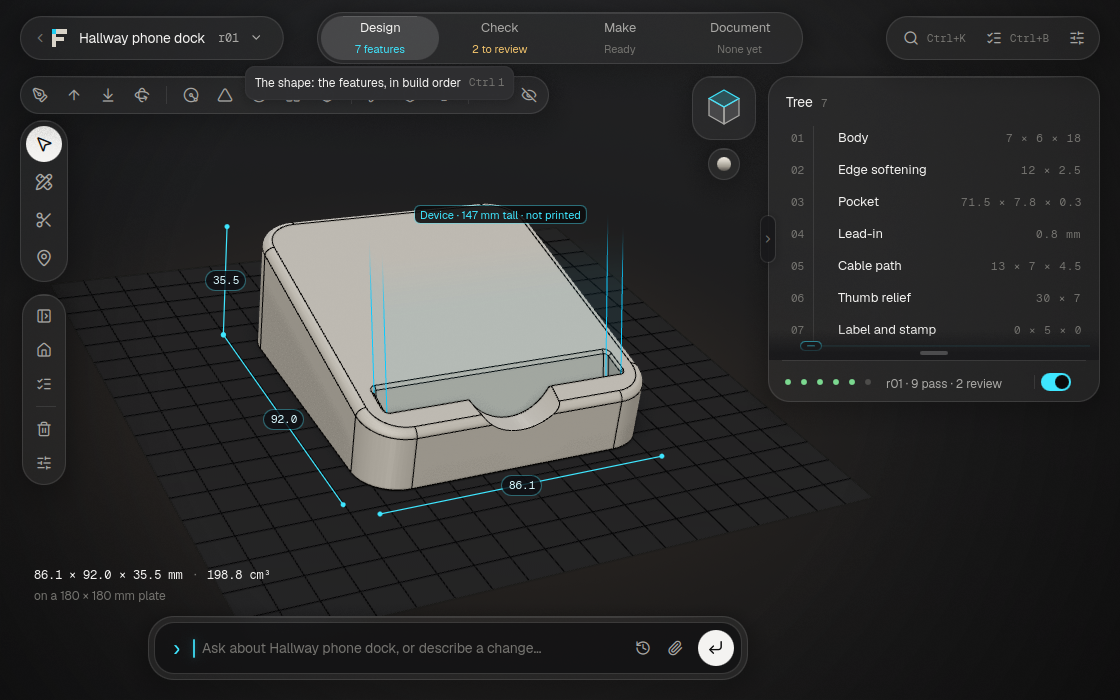 Hallway phone dock r01
Design
7 features
Check
2 to review
Make
Ready
Document
None yet
Ctrl+K
Ctrl+B
The shape: the features, in build order Ctrl 1
Tree 7
01 Body 7 × 6 × 18
02 Edge softening 12 × 2.5
03 Pocket 71.5 × 7.8 × 0.3
04 Lead-in 0.8 mm
05 Cable path 13 × 7 × 4.5
06 Thumb relief 30 × 7
07 Label and stamp 0 × 5 × 0
r01 · 9 pass · 2 review
Device · 147 mm tall · not printed
35.5
92.0
86.1
86.1 × 92.0 × 35.5 mm · 198.8 cm³
on a 180 × 180 mm plate
Ask about Hallway phone dock, or describe a change…